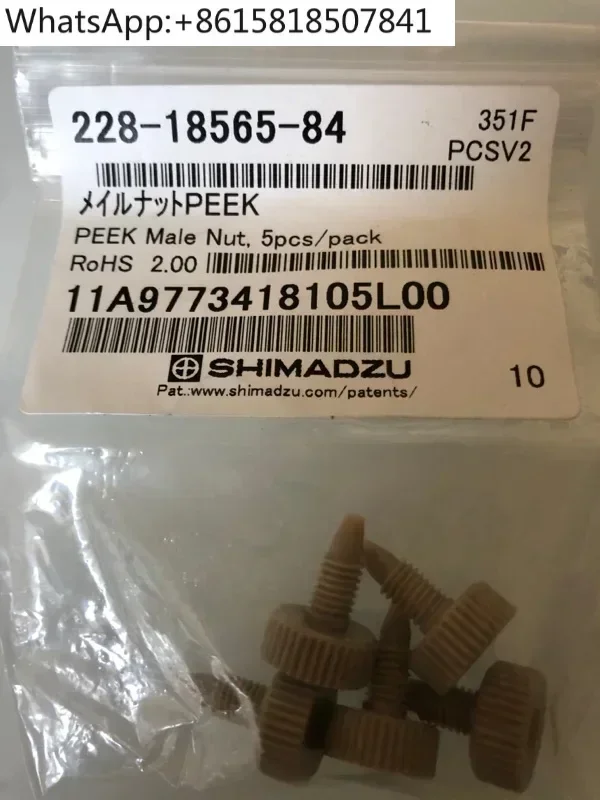 WhatsApp:+8615818507841
228-18565-84
351F
PCSV2
メイルナットPEEK
PEEK Male Nut, 5pcs/pack
RoHS 2.00
11A9773418105L00
SHIMADZU
Pat.:www.shimadzu.com/patents/
10